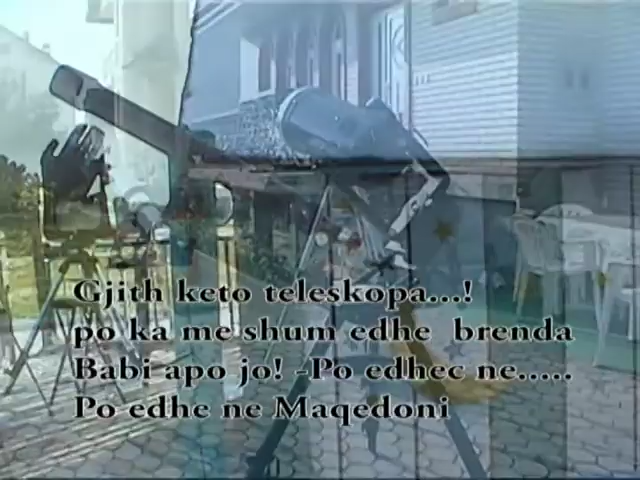 Gjith keto teleskopa...!
po ka me shum edhe brenda
Babi apo jo! -Po edhec ne.....
Po edhe ne Maqedoni